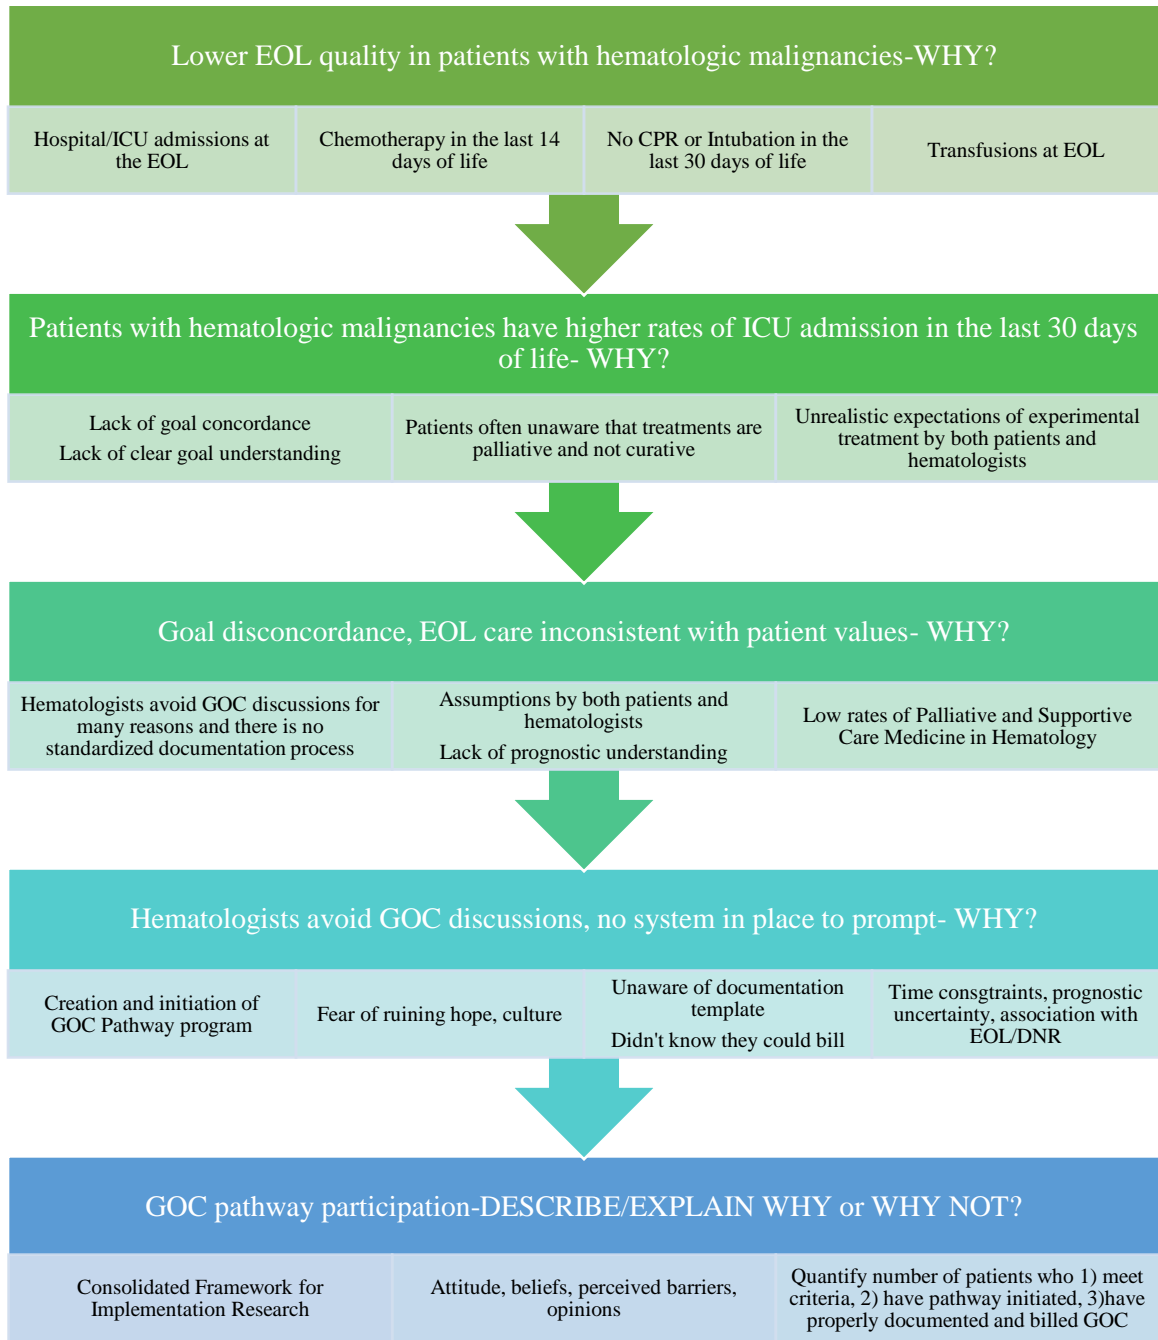 Lower EOL quality in patients with hematologic malignancies-WHY?
Hospital/ICU admissions at
the EOL
Chemotherapy in the last 14
days of life
No CPR or Intubation in the
last 30 days of life
Transfusions at EOL
Patients with hematologic malignancies have higher rates of ICU admission in the last 30 days
of life- WHY?
Lack of goal concordance
Lack of clear goal understanding
Patients often unaware that treatments are
palliative and not curative
Unrealistic expectations of experimental
treatment by both patients and
hematologists
Goal disconcordance, EOL care inconsistent with patient values- WHY?
Hematologists avoid GOC discussions for
many reasons and there is no
standardized documentation process
Assumptions by both patients and
hematologists
Lack of prognostic understanding
Low rates of Palliative and Supportive
Care Medicine in Hematology
Hematologists avoid GOC discussions, no system in place to prompt- WHY?
Creation and initiation of
GOC Pathway program
Fear of ruining hope, culture
Unaware of documentation
template
Didn't know they could bill
Time consgtraints, prognostic
uncertainty, association with
EOL/DNR
GOC pathway participation-DESCRIBE/EXPLAIN WHY or WHY NOT?
Consolidated Framework for
Implementation Research
Attitude, beliefs, perceived barriers,
opinions
Quantify number of patients who 1) meet
criteria, 2) have pathway initiated, 3)have
properly documented and billed GOC